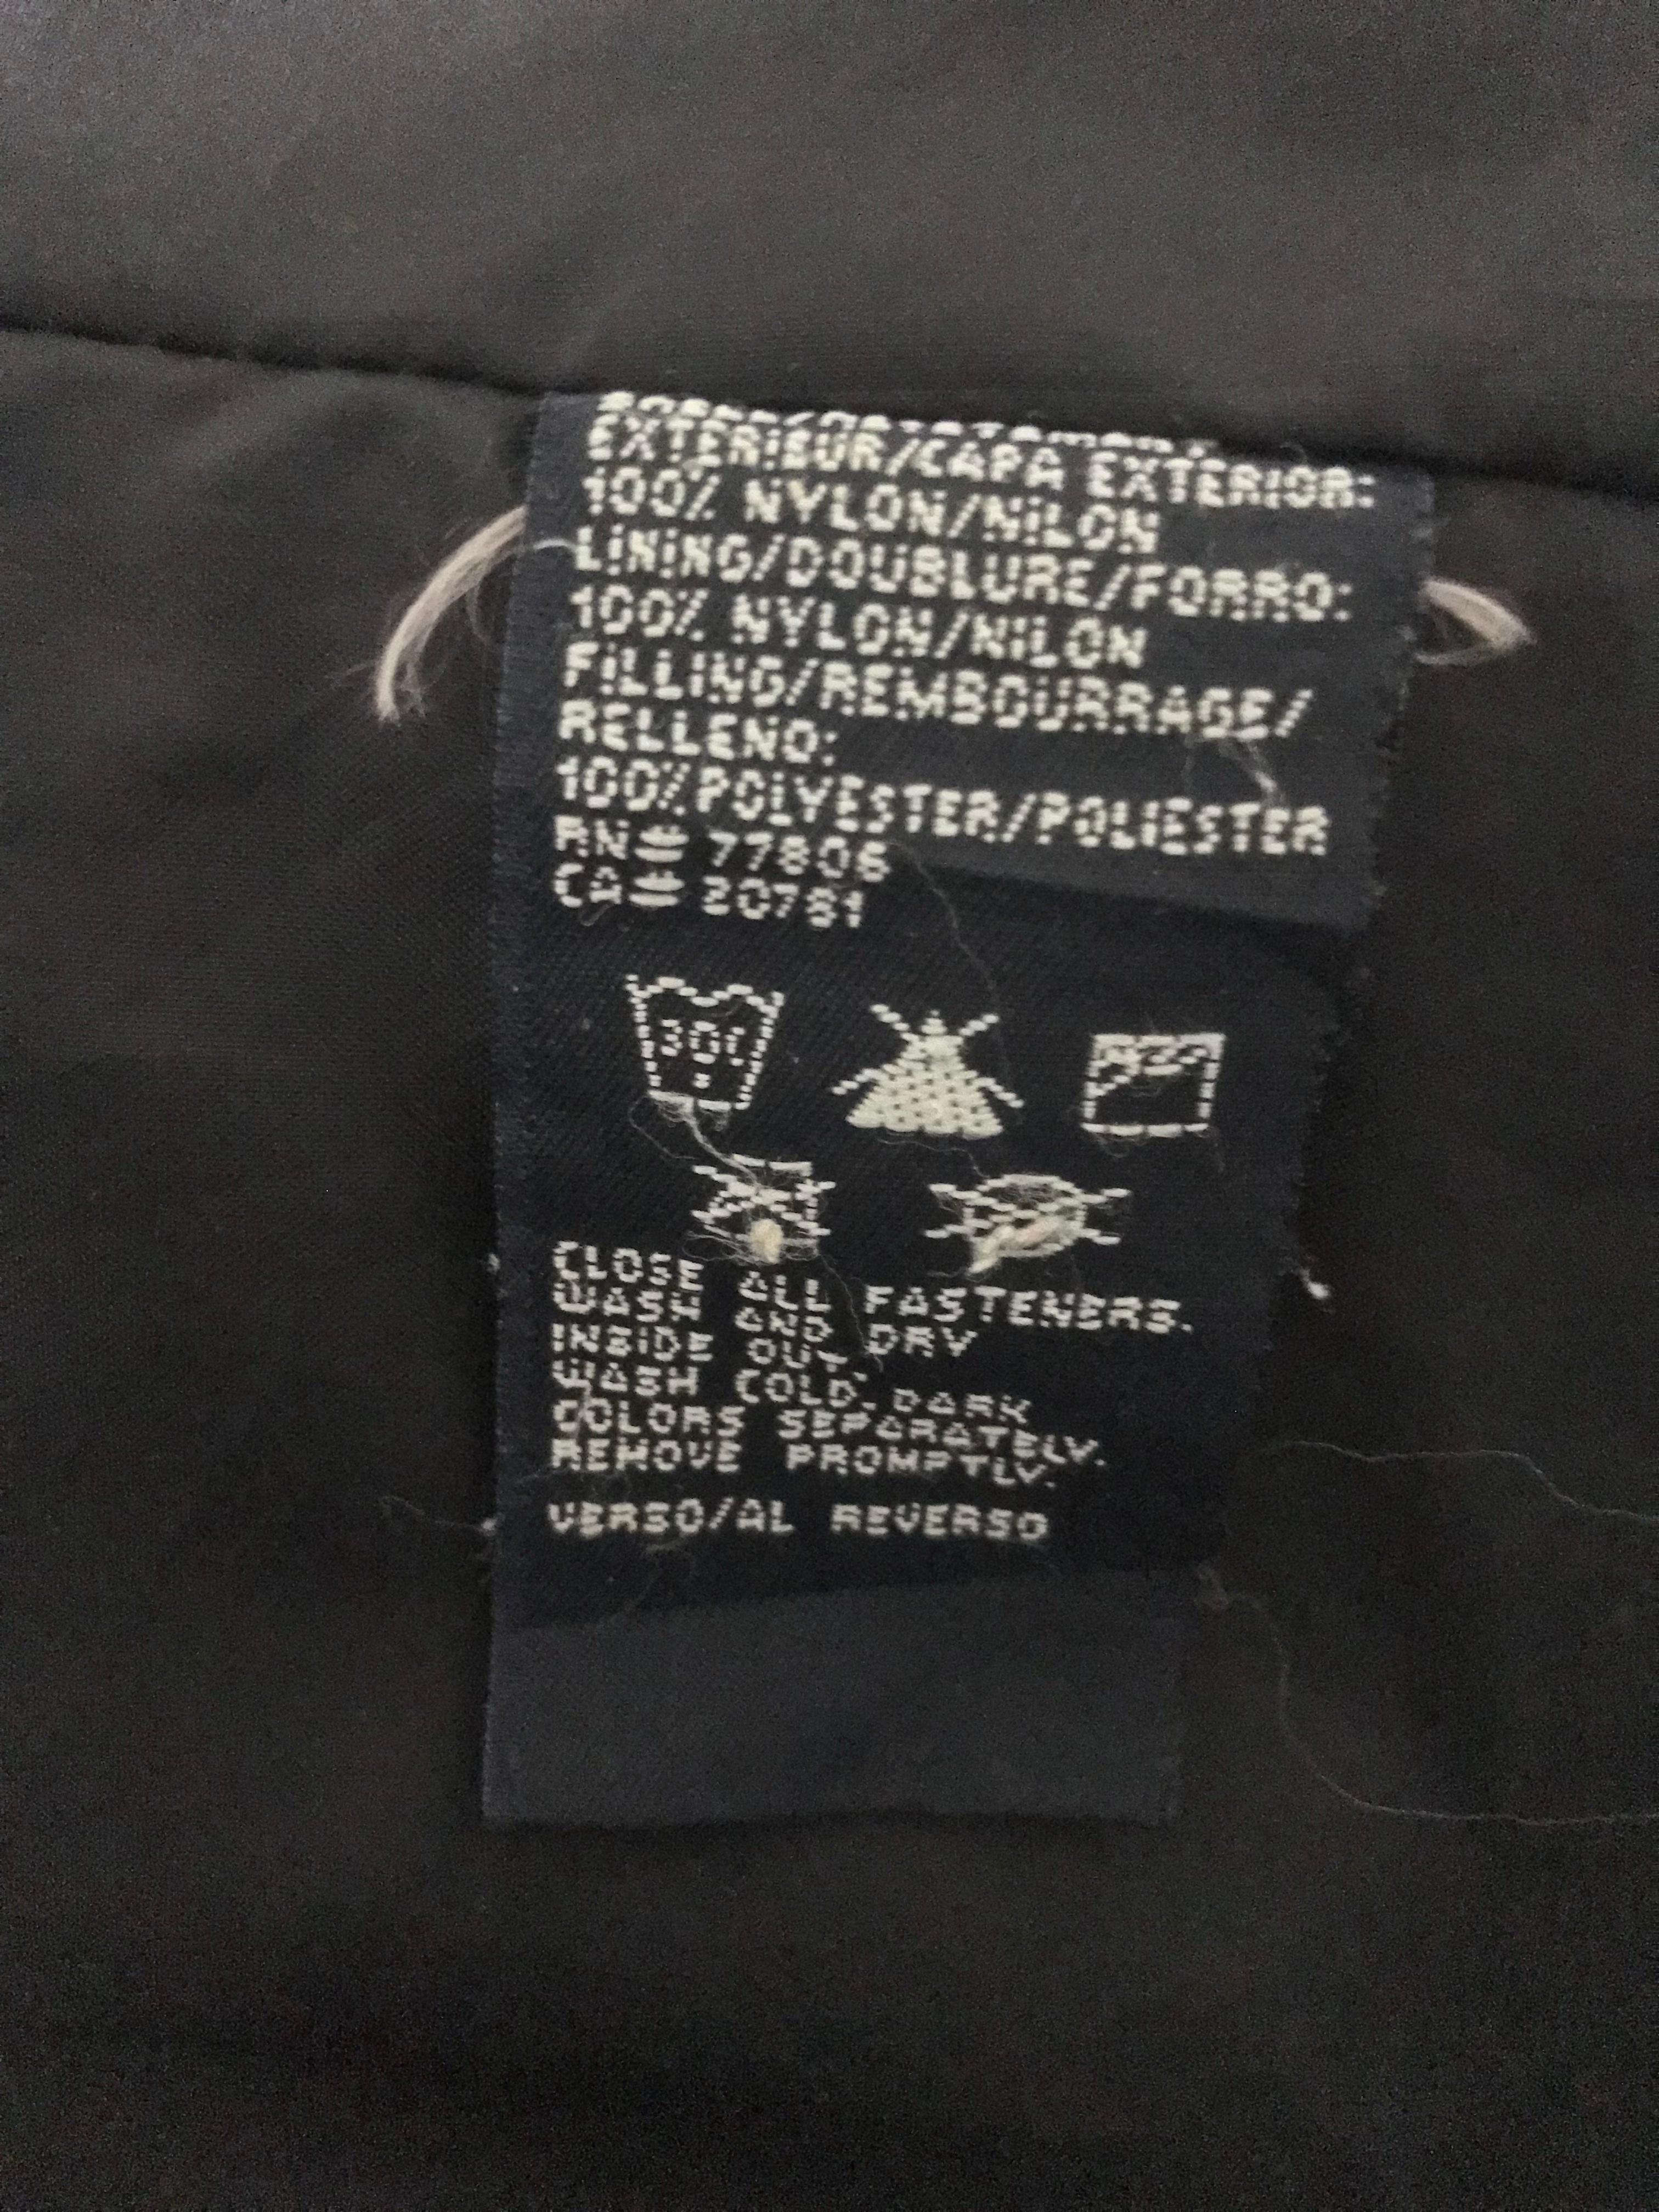 EXTERIEUR/CAPA EXTERIOR:
100% NYLON/NILON
LINING/DOUBLURE/FORRO:
100% NYLON/NILON
FILLING/REMBOURRAGE/
RELLENO:
100%POLYESTER/POLIESTER
RN# 77806
CA# 20781
30C
CLOSE ALL FASTENERS.
WASH AND DRY
INSIDE OUT.
WASH COLD. DARK
COLORS SEPARATELY.
REMOVE PROMPTLY.
VERSO/AL REVERSO